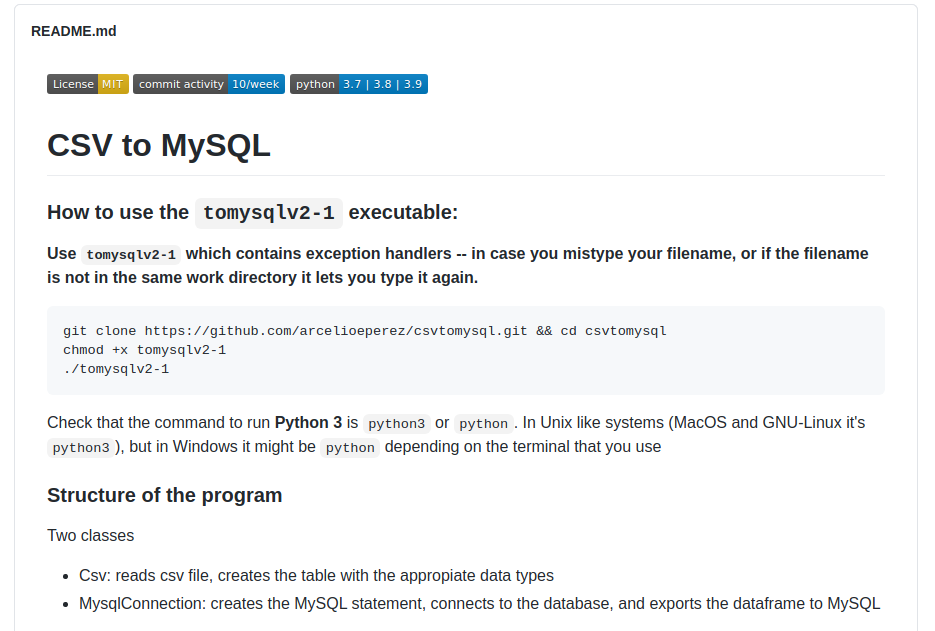 README.md
License MIT commit activity 10/week python 3.7 | 3.8 | 3.9
CSV to MySQL
How to use the tomysqlv2-1 executable:
Use tomysqlv2-1 which contains exception handlers -- in case you mistype your filename, or if the filename
is not in the same work directory it lets you type it again.
git clone https://github.com/arcelioeperez/csvtomysql.git && cd csvtomysql
chmod +x tomysqlv2-1
./tomysqlv2-1
Check that the command to run Python 3 is python3 or python. In Unix like systems (MacOS and GNU-Linux it's
python3), but in Windows it might be python depending on the terminal that you use
Structure of the program
Two classes
• Csv: reads csv file, creates the table with the appropiate data types
• MysqlConnection: creates the MySQL statement, connects to the database, and exports the dataframe to MySQL